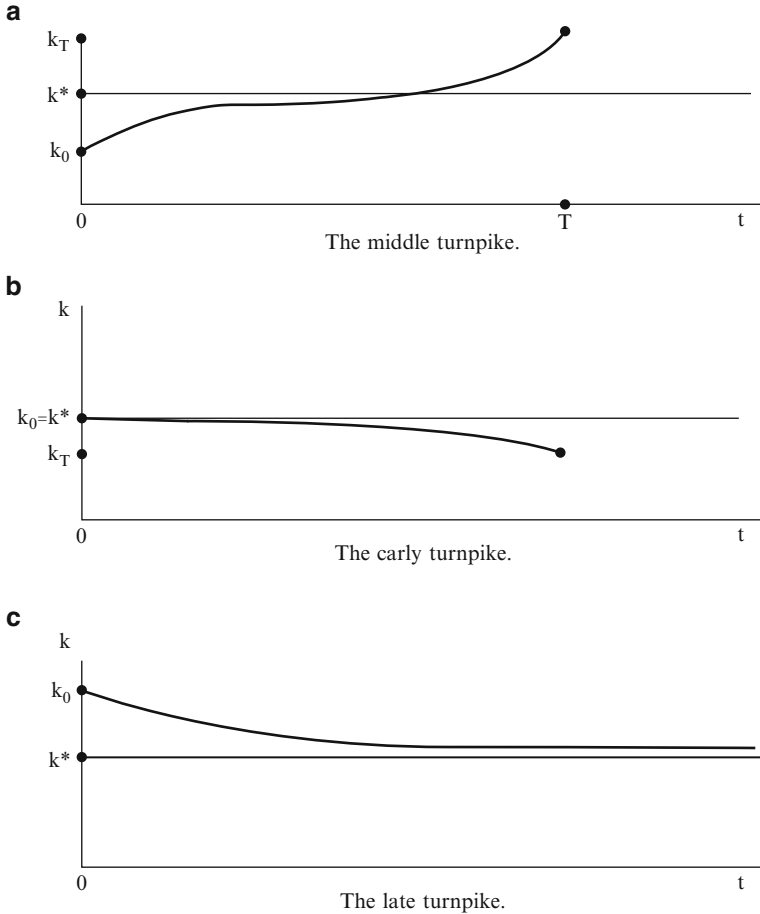 a
k_T
k*
k_0
0
T
t
The middle turnpike.
b
k
k_0=k*
k_T
0
t
The carly turnpike.
c
k
k_0
k*
0
t
The late turnpike.